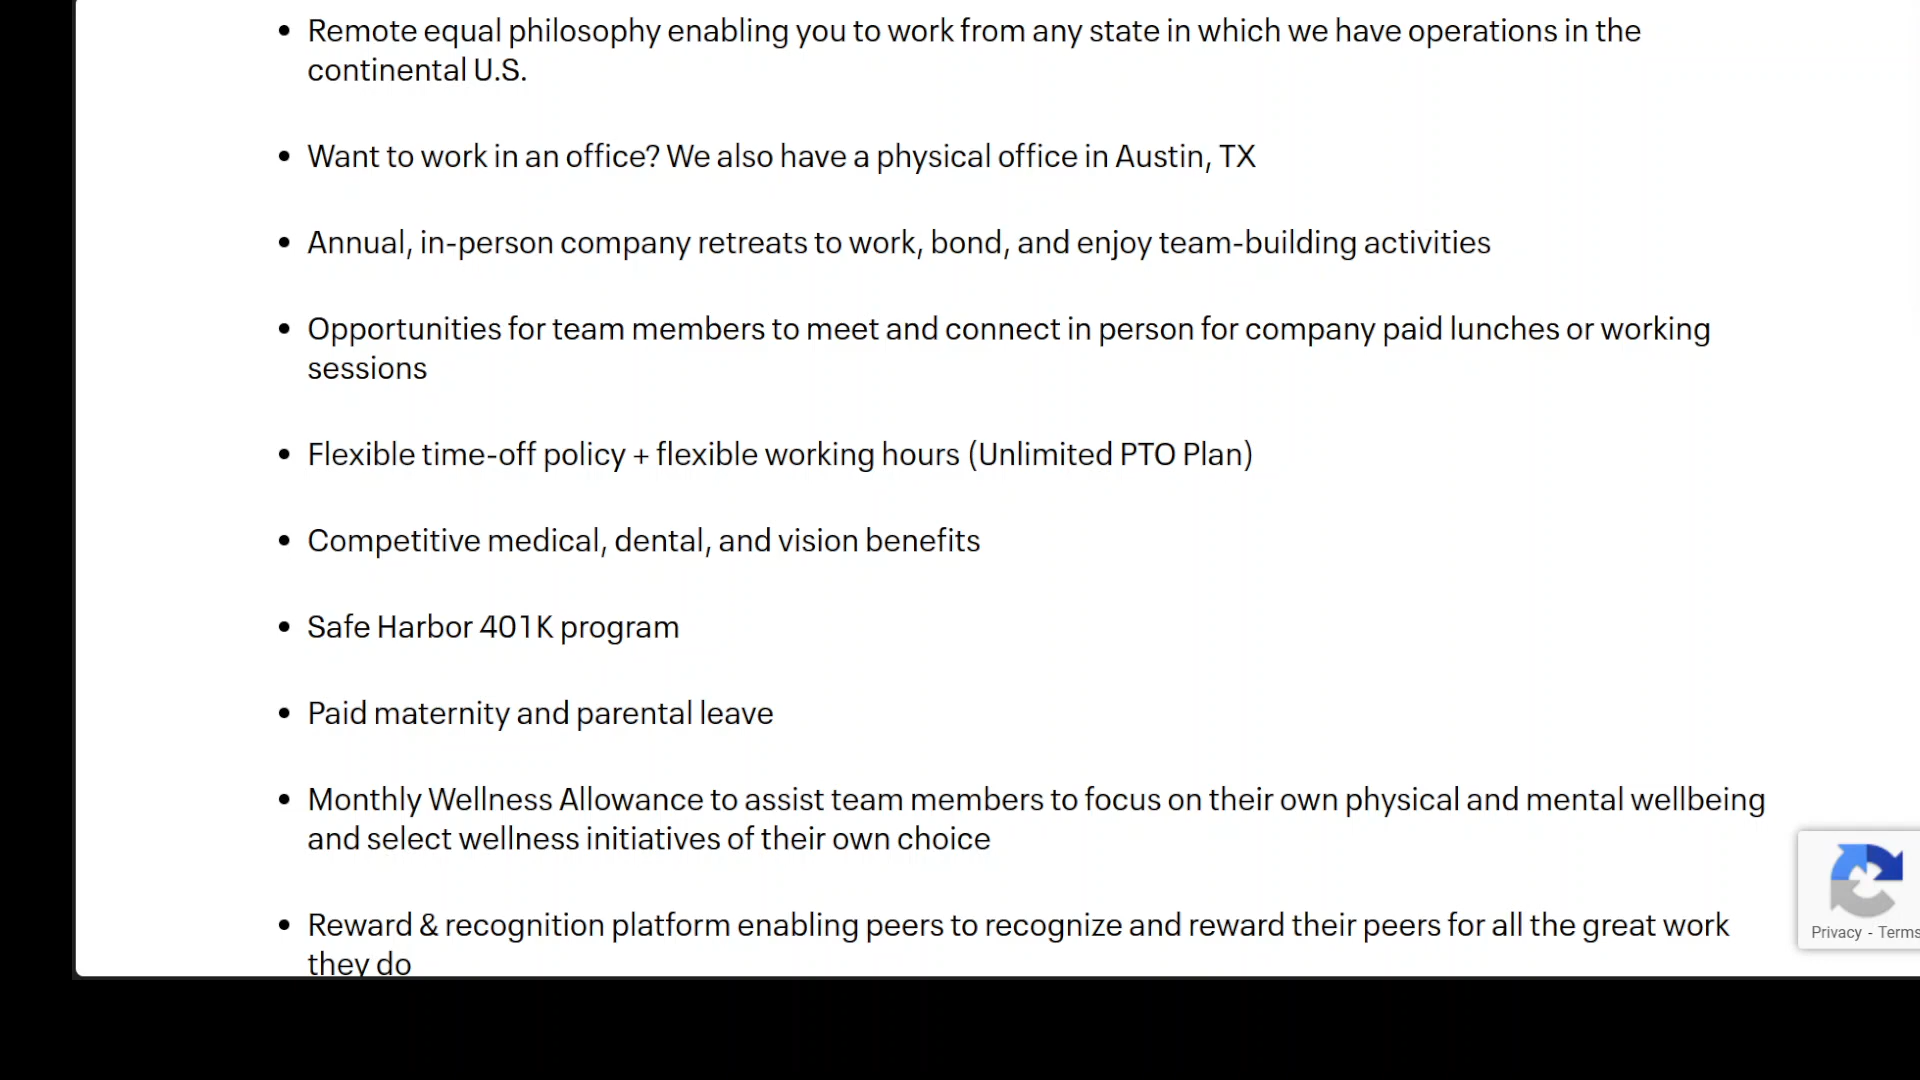 • Remote equal philosophy enabling you to work from any state in which we have operations in the
continental U.S.
• Want to work in an office? We also have a physical office in Austin, TX
• Annual, in-person company retreats to work, bond, and enjoy team-building activities
• Opportunities for team members to meet and connect in person for company paid lunches or working
sessions
• Flexible time-off policy + flexible working hours (Unlimited PTO Plan)
• Competitive medical, dental, and vision benefits
• Safe Harbor 401K program
• Paid maternity and parental leave
• Monthly Wellness Allowance to assist team members to focus on their own physical and mental wellbeing
and select wellness initiatives of their own choice
• Reward & recognition platform enabling peers to recognize and reward their peers for all the great work
they do
Privacy - Terms